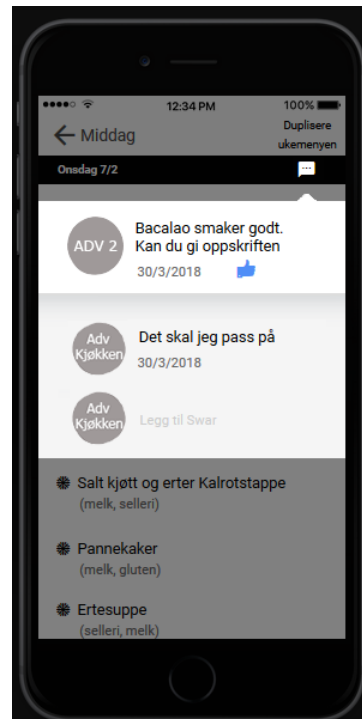 12:34 PM
100%
Middag
Duplisere
ukemenyen
Onsdag 7/2
ADV 2
Bacalao smaker godt.
Kan du gi oppskriften
30/3/2018
Adv
Kjøkken
Det skal jeg pass på
30/3/2018
Adv
Kjøkken
Legg til Swar
Salt kjøtt og erter Kalrotstappe
(melk, selleri)
Pannekaker
(melk, gluten)
Ertesuppe
(selleri, melk)